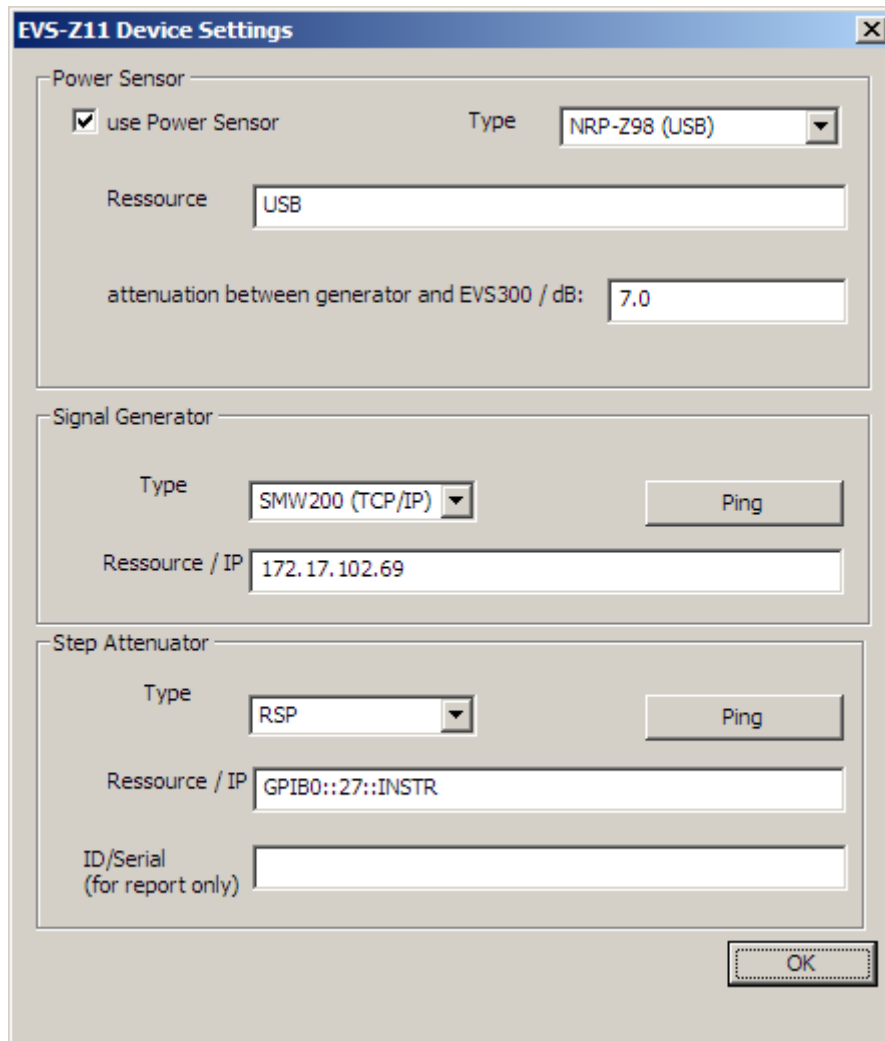 EVS-Z11 Device Settings
Power Sensor
use Power Sensor Type NRP-Z98 (USB)
Ressource USB
attenuation between generator and EVS300 / dB: 7.0
Signal Generator
Type SMW200 (TCP/IP) Ping
Ressource / IP 172.17.102.69
Step Attenuator
Type RSP Ping
Ressource / IP GPIB0::27::INSTR
ID/Serial
(for report only)
OK